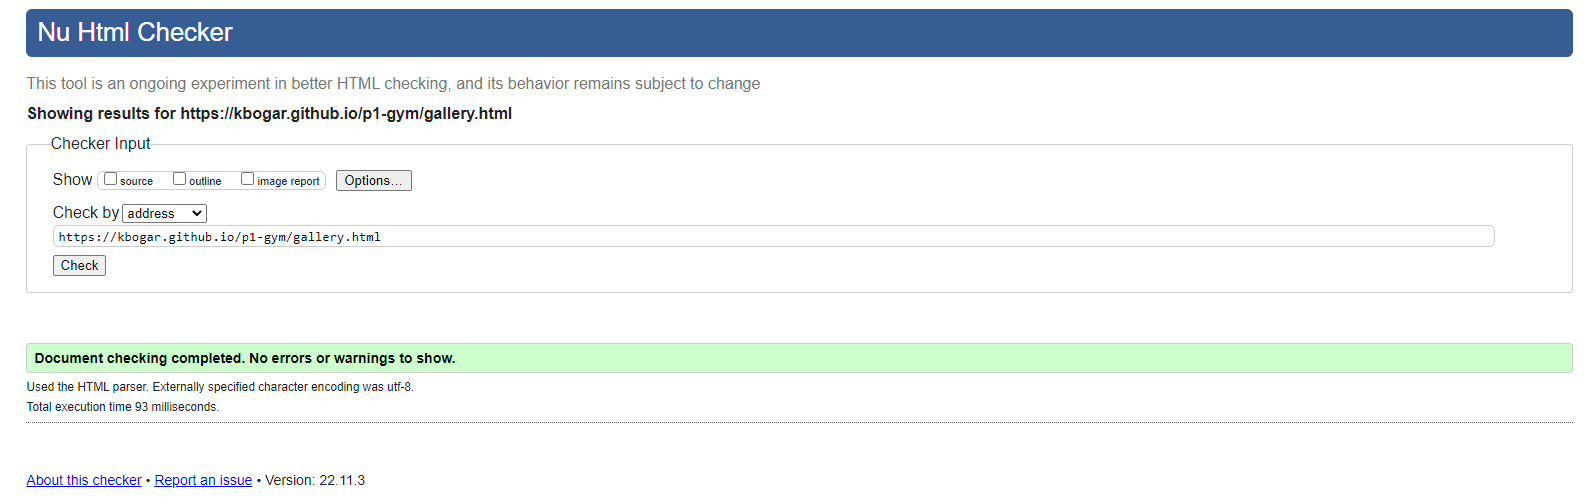 Nu Html Checker
This tool is an ongoing experiment in better HTML checking, and its behavior remains subject to change
Showing results for https://kbogar.github.io/p1-gym/gallery.html
Checker Input
Show source outline image report Options...
Check by address
https://kbogar.github.io/p1-gym/gallery.html
Check
Document checking completed. No errors or warnings to show.
Used the HTML parser. Externally specified character encoding was utf-8.
Total execution time 93 milliseconds.
About this checker • Report an issue • Version: 22.11.3